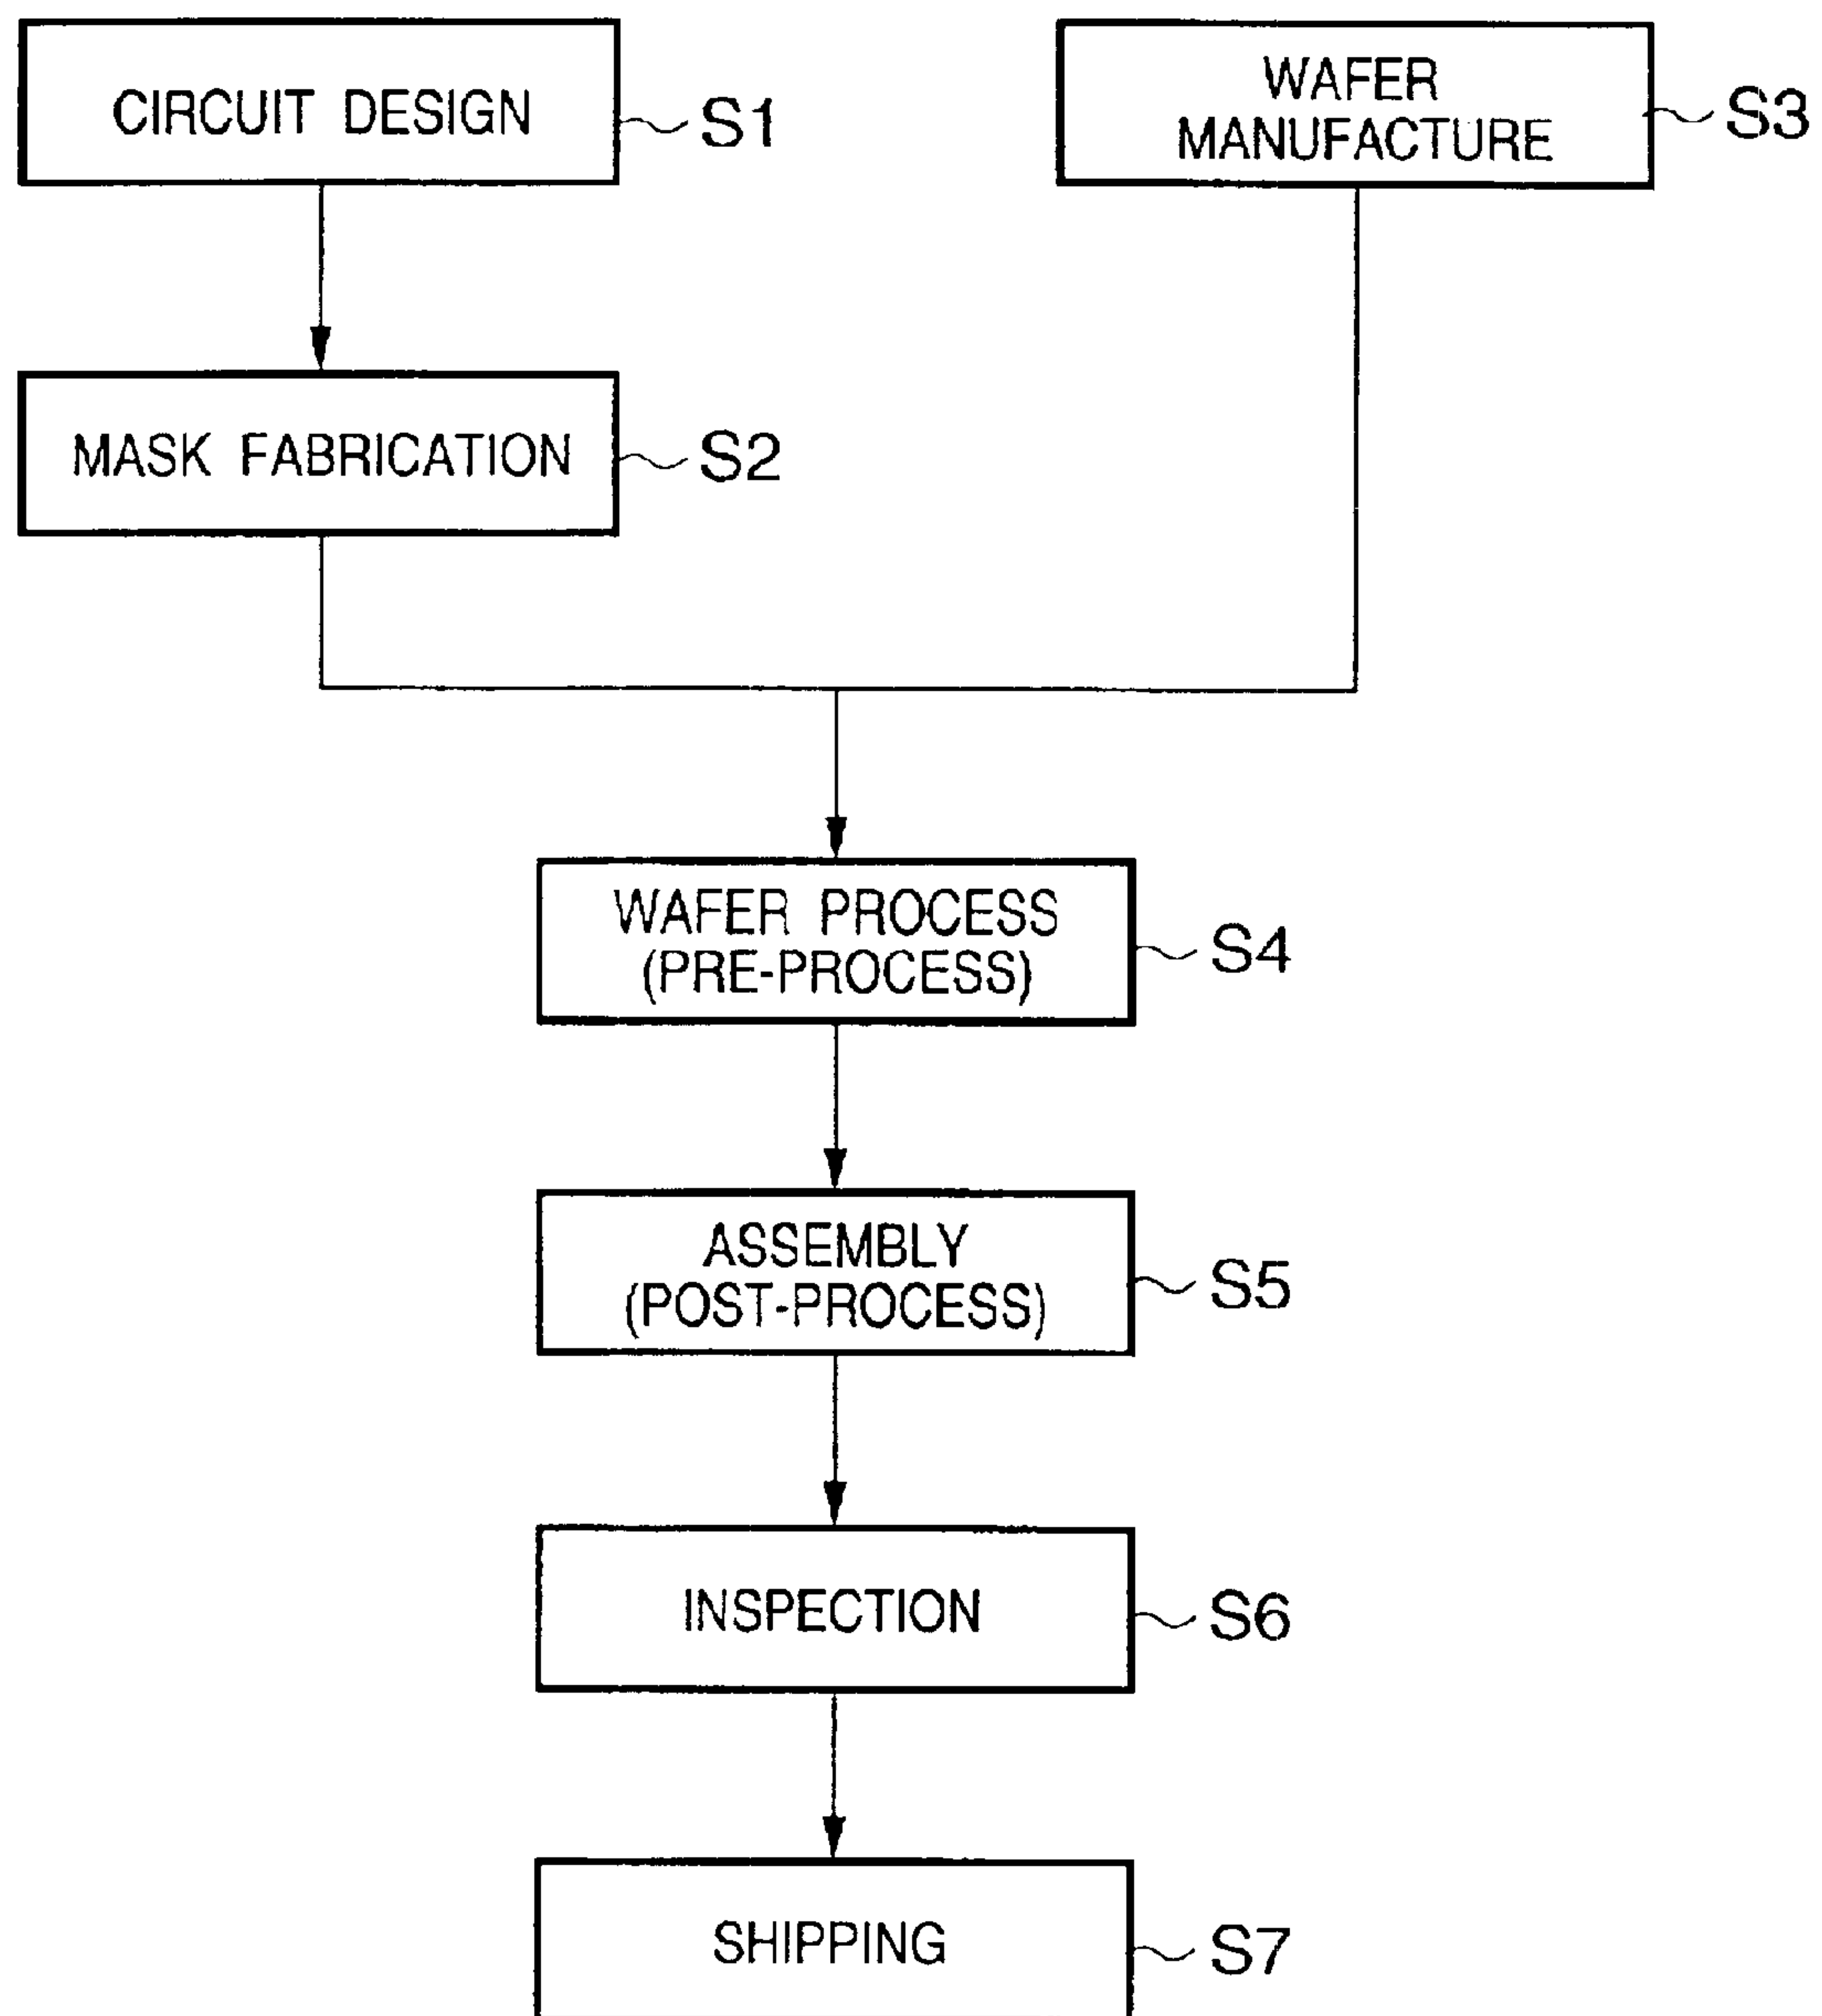 CIRCUIT DESIGN
S1
WAFER
MANUFACTURE
S3
MASK FABRICATION
S2
WAFER PROCESS
(PRE-PROCESS)
S4
ASSEMBLY
(POST-PROCESS)
S5
INSPECTION
S6
SHIPPING
S7